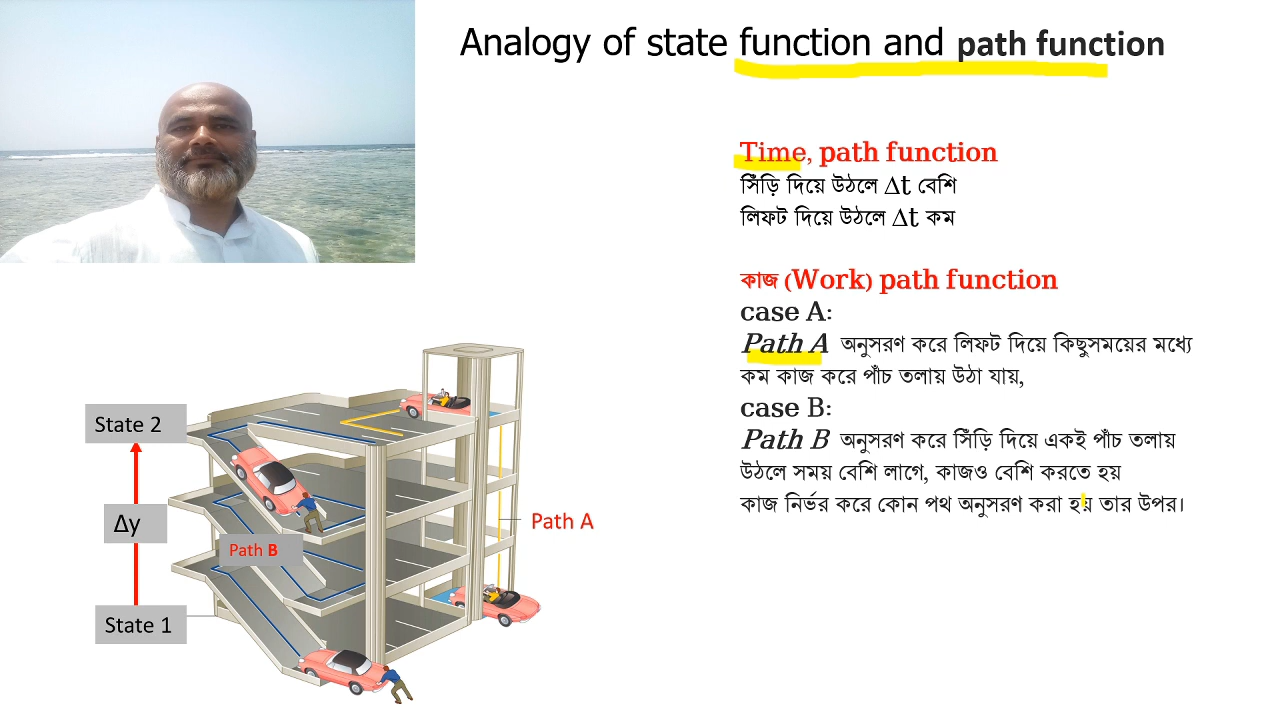 Analogy of state function and path function
Time, path function
সিঁড়ি দিয়ে উঠলে Δt বেশি
লিফট দিয়ে উঠলে Δt কম
কাজ (Work) path function
case A:
Path A অনুসরণ করে লিফট দিয়ে কিছুসময়ের মধ্যে
কম কাজ করে পাঁচ তলায় উঠা যায়,
case B:
Path B অনুসরণ করে সিঁড়ি দিয়ে একই পাঁচ তলায়
উঠলে সময় বেশি লাগে, কাজও বেশি করতে হয়
কাজ নির্ভর করে কোন পথ অনুসরণ করা হয় তার উপর।
State 2
Δy
Path B
Path A
State 1